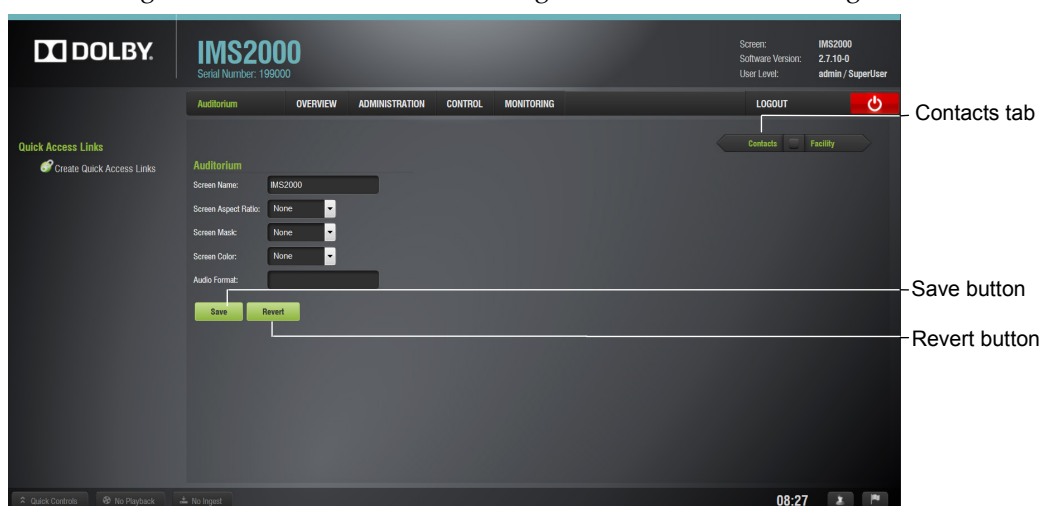 DOLBY.
IMS2000
Serial Number: 199000
Screen: IMS2000
Software Version: 2.7.10-0
User Level: admin / SuperUser
Auditorium OVERVIEW ADMINISTRATION CONTROL MONITORING LOGOUT
Contacts tab
Quick Access Links
Create Quick Access Links
Contacts Facility
Auditorium
Screen Name: IMS2000
Screen Aspect Ratio: None
Screen Mask: None
Screen Color: None
Audio Format:
Save Revert
Save button
Revert button
Quick Controls No Playback No Ingest 08:27